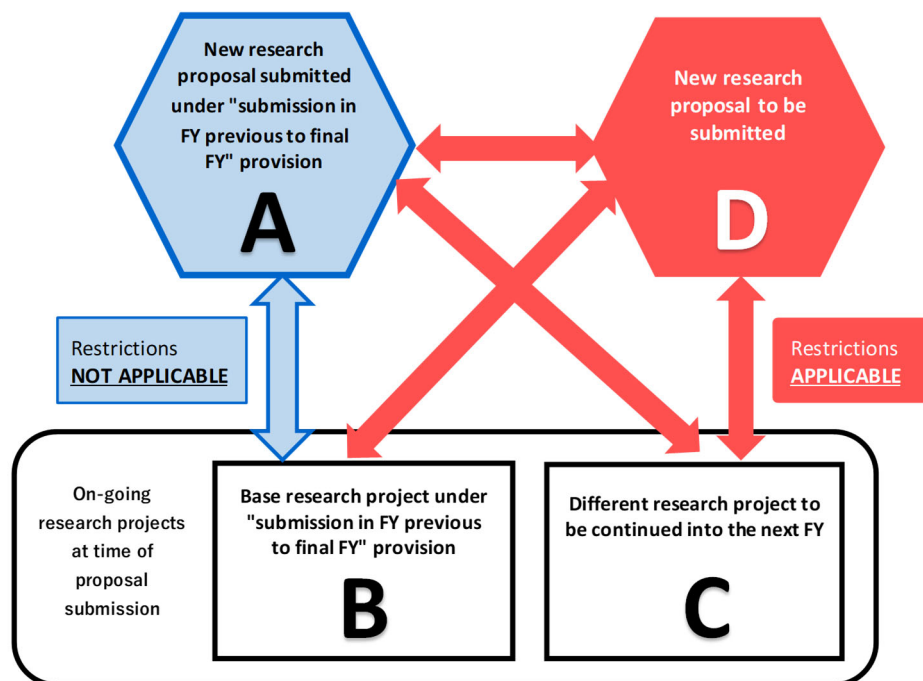 New research
proposal submitted
under "submission in
FY previous to final
FY" provision
A
New research
proposal to be
submitted
D
Restrictions
NOT APPLICABLE
Restrictions
APPLICABLE
On-going
research projects
at time of
proposal
submission
Base research project under
"submission in FY previous
to final FY" provision
B
Different research project to
be continued into the next FY
C